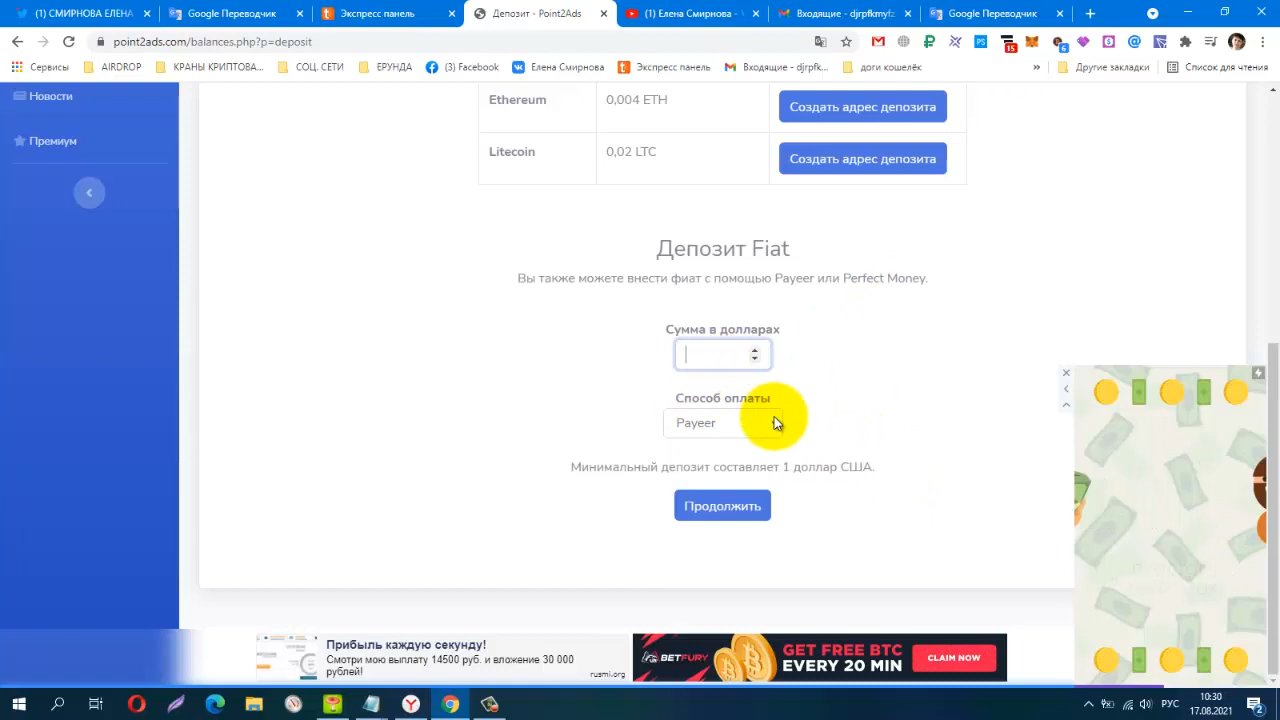 СМИРНОВА ЕЛЕНА
Google Переводчик
Экспресс панель
Депозит - Point2Ads
(1) Елена Смирнова -
Входящие - djrpfkmyfz
Google Переводчик
point2ads.com/balances.php?p=deposit
15
6
Сервисы
AIRDROP
КРАНЫ КРИПТОВА...
СОЦ. СЕТИ
ЕРУНДА
(3) Facebook
Елена Смирнова
Экспресс панель
Входящие - djrpfk...
доги кошелёк
»
Другие закладки
Список для чтения
Новости
Премиум
Ethereum
0,004 ETH
Создать адрес депозита
Litecoin
0,02 LTC
Создать адрес депозита
Депозит Fiat
Вы также можете внести фиат с помощью Payeer или Perfect Money.
Сумма в долларах
Способ оплаты
Payeer
Минимальный депозит составляет 1 доллар США.
Продолжить
Прибыль каждую секунду!
Смотри мою выплату 14500 руб. и вложение 30 000
рублей!
rusmi.org
BETFURY
GET FREE BTC
EVERY 20 MIN
CLAIM NOW
РУС
10:30
17.08.2021
2